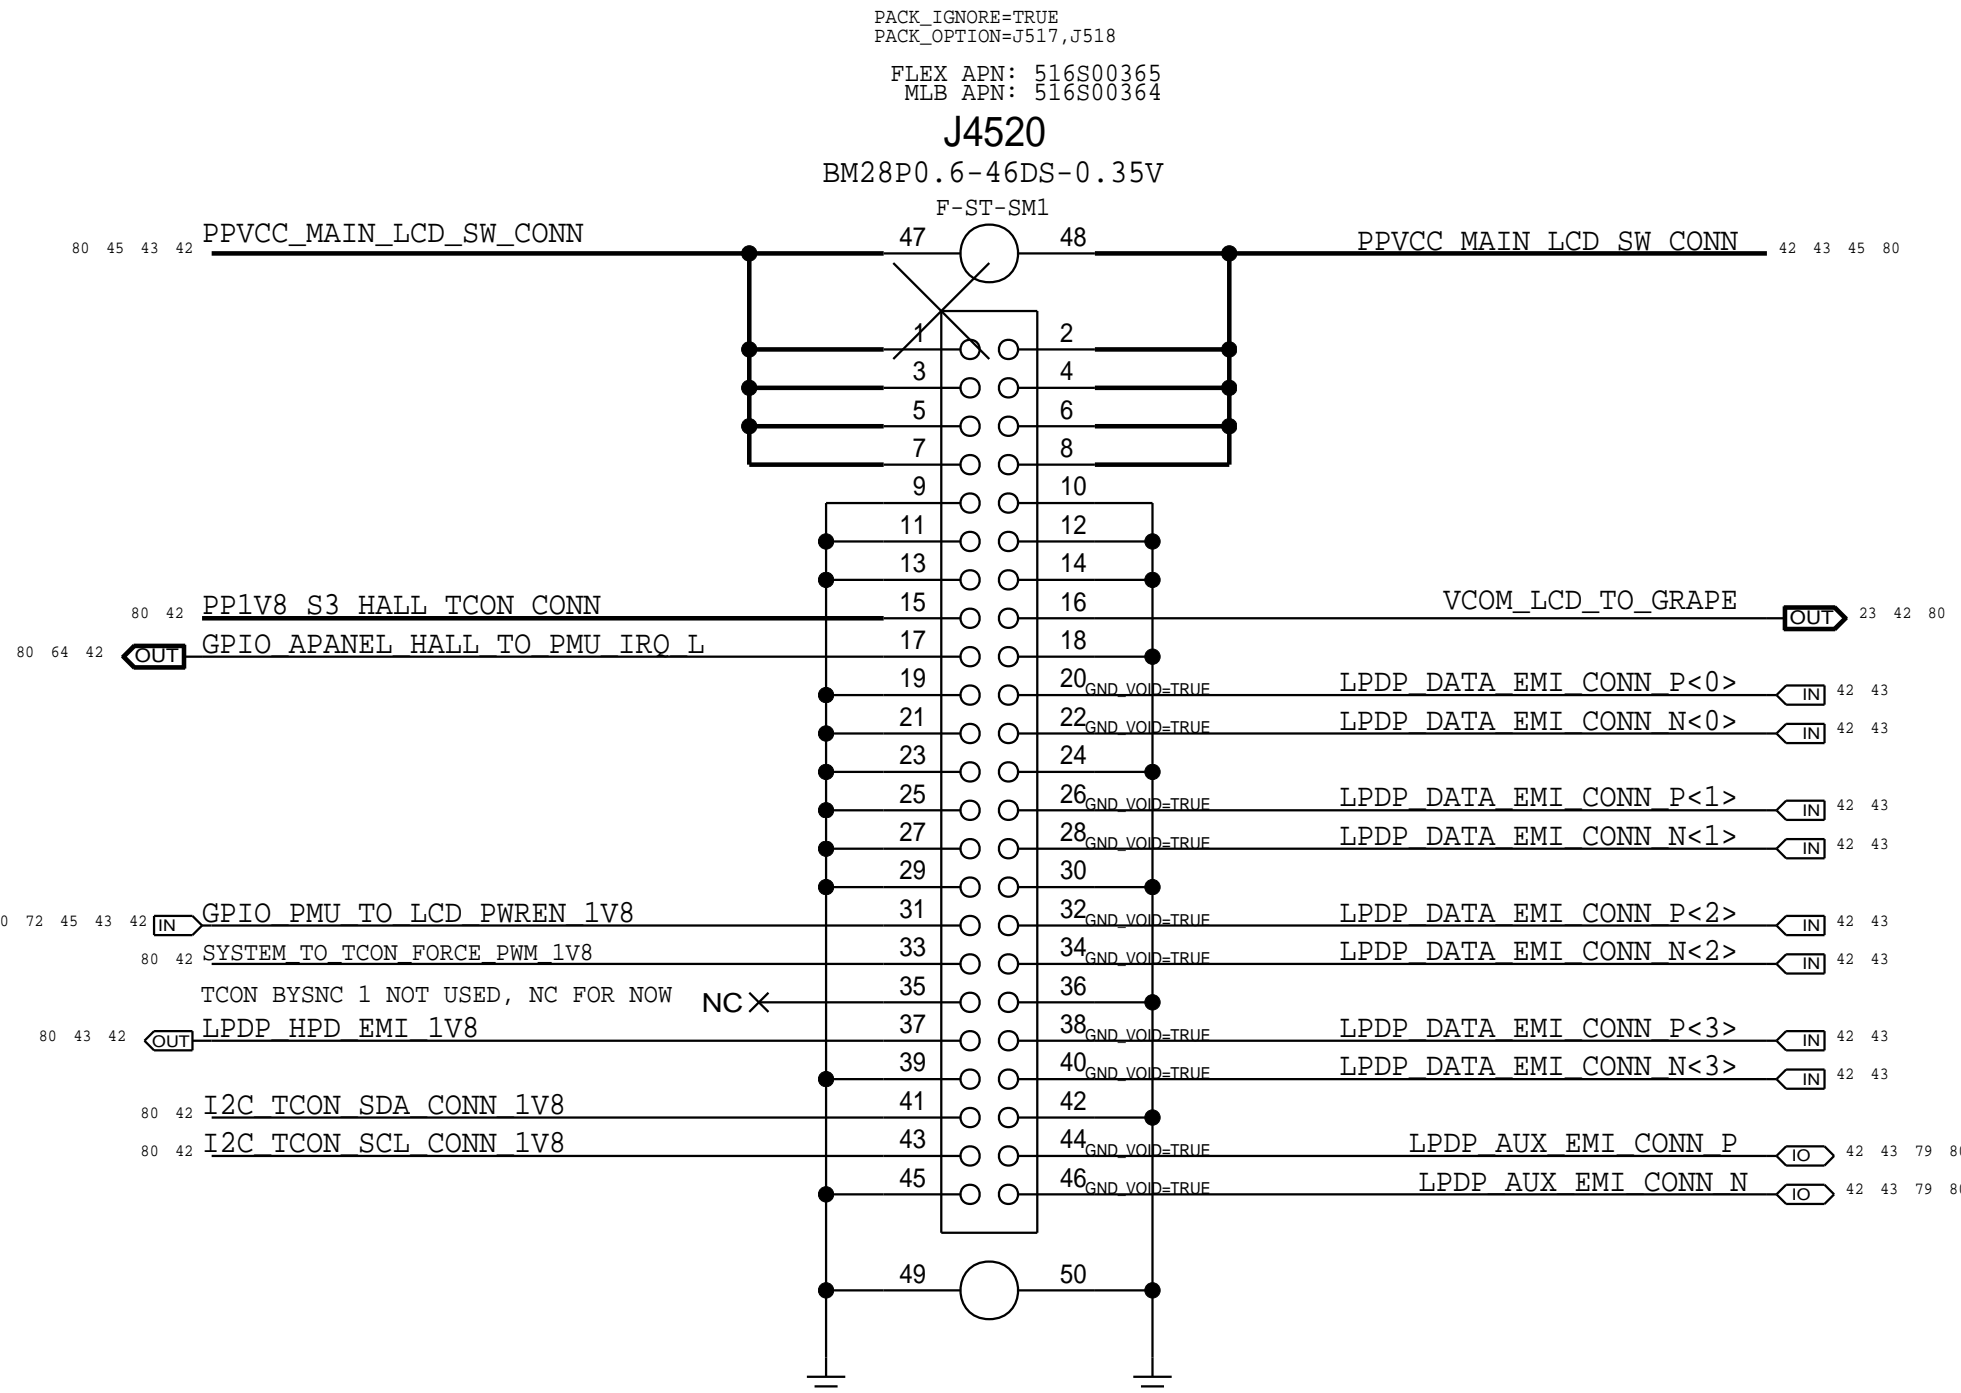 PACK_IGNORE=TRUE
PACK_OPTION=J517,J518
FLEX APN: 516S00365
MLB APN: 516S00364
J4520
BM28P0.6-46DS-0.35V
F-ST-SM1
80 45 43 42 PPVCC_MAIN_LCD_SW_CONN 47 48 PPVCC_MAIN_LCD_SW_CONN 42 43 45 80
1 2
3 4
5 6
7 8
9 10
11 12
13 14
80 42 PP1V8_S3_HALL_TCON_CONN 15 16 VCOM_LCD_TO_GRAPE OUT 23 42 80
80 64 42 OUT GPIO_APANEL_HALL_TO_PMU_IRQ_L 17 18
19 20 GND_VOID=TRUE LPDP_DATA_EMI_CONN_P<0> IN 42 43
21 22 GND_VOID=TRUE LPDP_DATA_EMI_CONN_N<0> IN 42 43
23 24
25 26 GND_VOID=TRUE LPDP_DATA_EMI_CONN_P<1> IN 42 43
27 28 GND_VOID=TRUE LPDP_DATA_EMI_CONN_N<1> IN 42 43
29 30
0 72 45 43 42 IN GPIO_PMU_TO_LCD_PWREN_1V8 31 32 GND_VOID=TRUE LPDP_DATA_EMI_CONN_P<2> IN 42 43
80 42 SYSTEM_TO_TCON_FORCE_PWM_1V8 33 34 GND_VOID=TRUE LPDP_DATA_EMI_CONN_N<2> IN 42 43
TCON BYSNC 1 NOT USED, NC FOR NOW NC 35 36
80 43 42 OUT LPDP_HPD_EMI_1V8 37 38 GND_VOID=TRUE LPDP_DATA_EMI_CONN_P<3> IN 42 43
39 40 GND_VOID=TRUE LPDP_DATA_EMI_CONN_N<3> IN 42 43
80 42 I2C_TCON_SDA_CONN_1V8 41 42
80 42 I2C_TCON_SCL_CONN_1V8 43 44 GND_VOID=TRUE LPDP_AUX_EMI_CONN_P IO 42 43 79 80
45 46 GND_VOID=TRUE LPDP_AUX_EMI_CONN_N IO 42 43 79 80
49 50